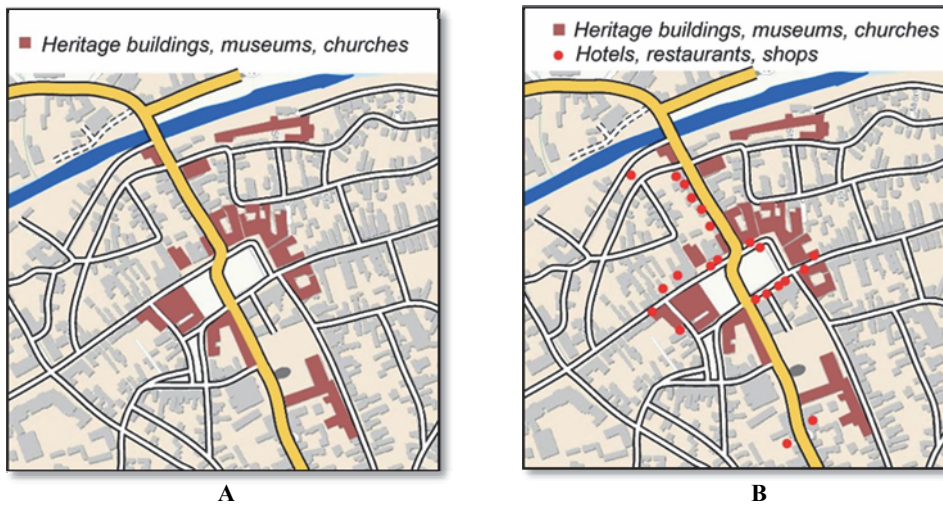 Heritage buildings, museums, churches
Heritage buildings, museums, churches
Hotels, restaurants, shops
A
B